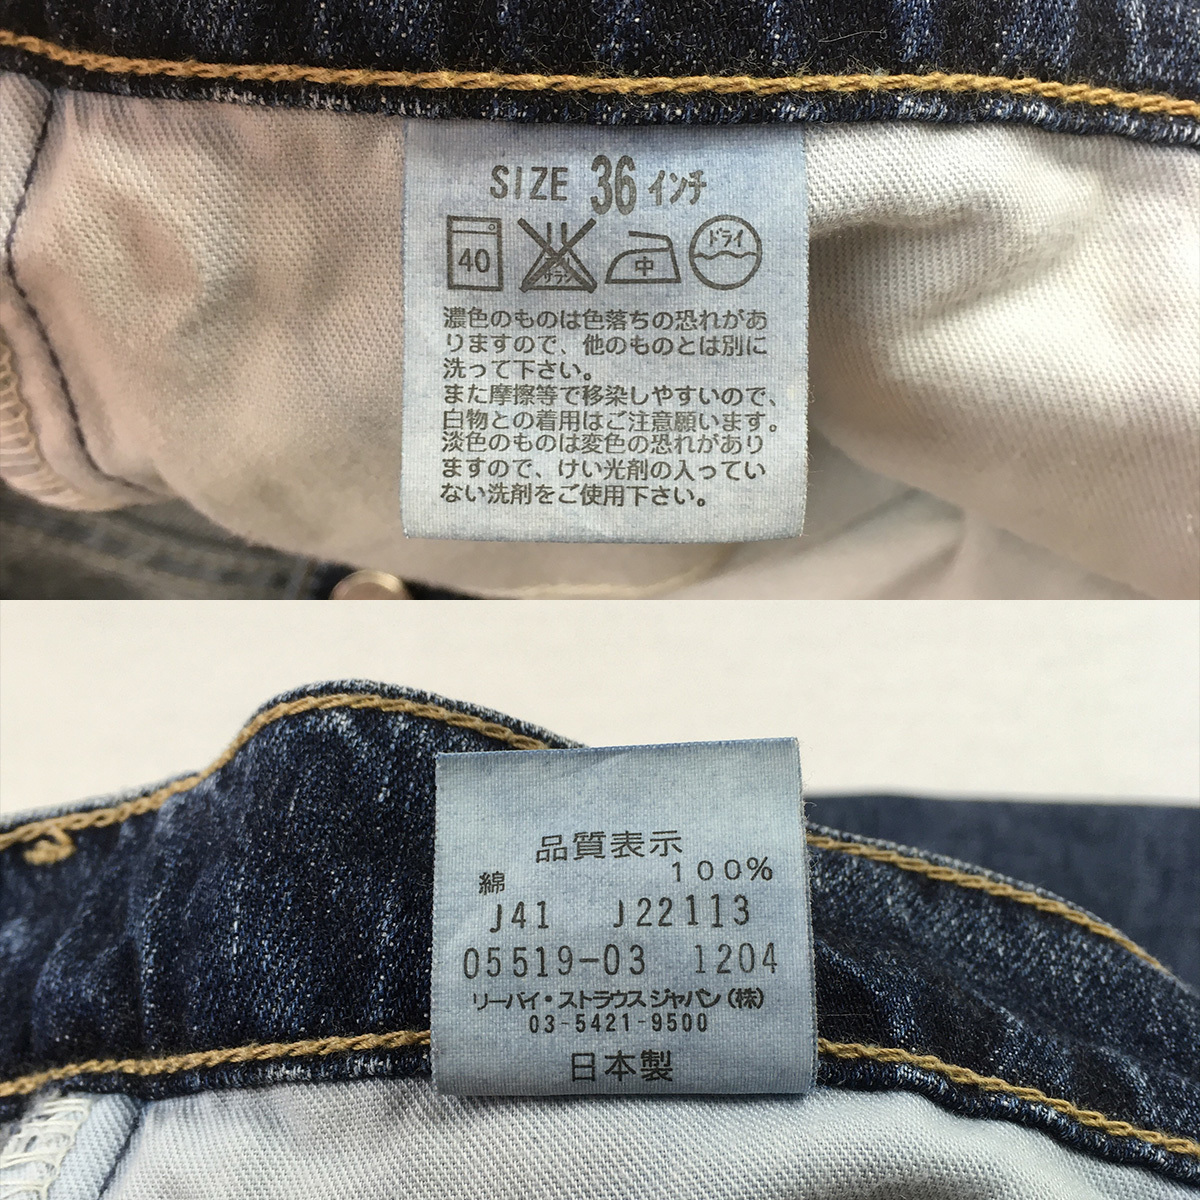 SIZE 36 インチ
40 サラシ 中 ドライ
濃色のものは色落ちの恐れがあ
りますので、他のものとは別に
洗って下さい。
また摩擦等で移染しやすいので、
白物との着用はご注意願います。
淡色のものは変色の恐れがあり
ますので、けい光剤の入ってい
ない洗剤をご使用下さい。
品質表示
綿 100%
J41 J22113
05519-03 1204
リーバイ・ストラウスジャパン(株)
03-5421-9500
日本製